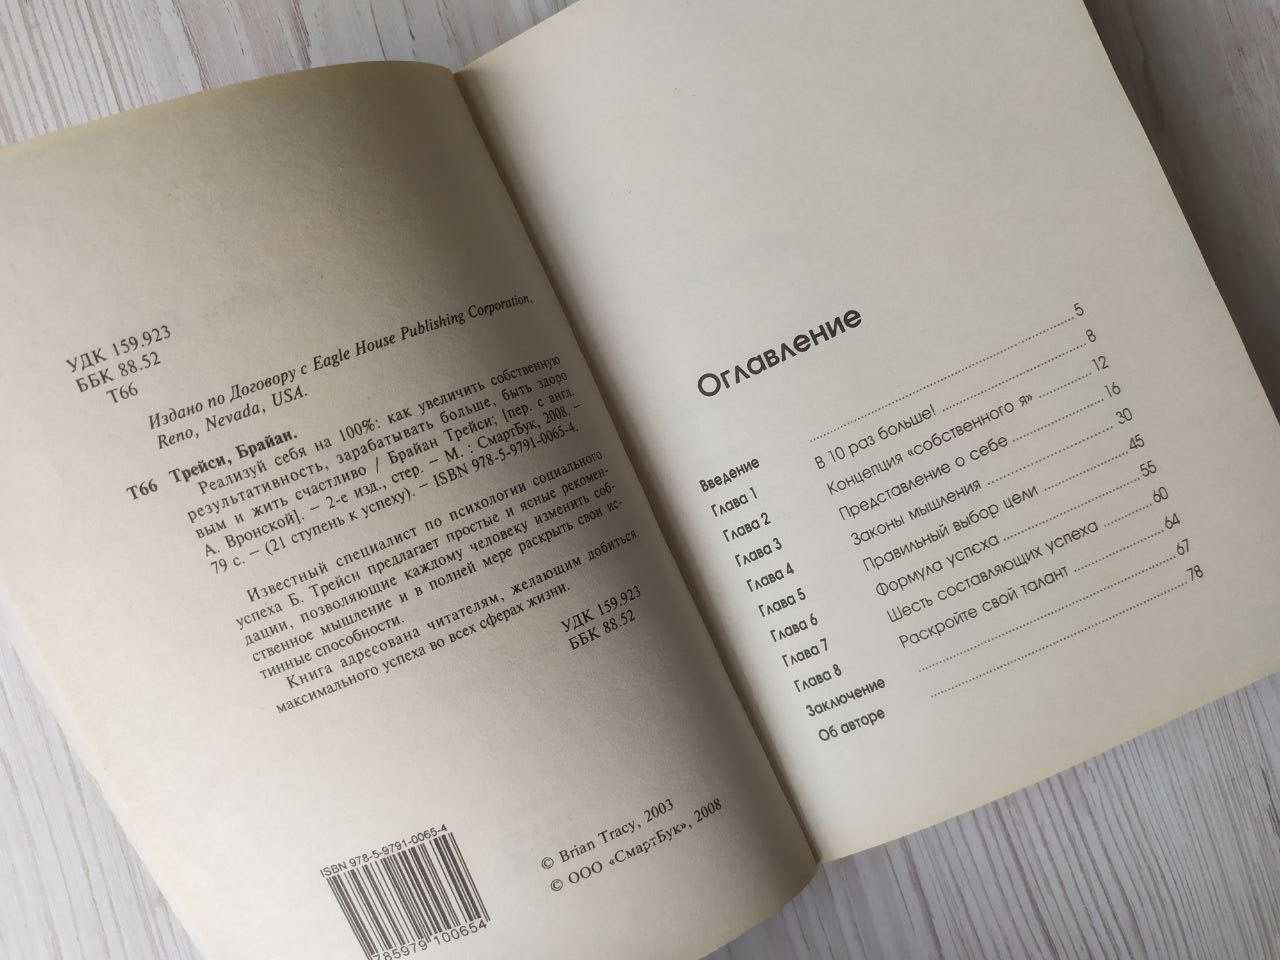 УДК 159.923
ББК 88.52
Т66
Издано по Договору с Eagle House Publishing Corporation,
Reno, Nevada, USA.
Трейси, Брайан.
Т66 Реализуй себя на 100%: как увеличить собственную
результативность, зарабатывать больше, быть здоро
вым и жить счастливо / Брайан Трейси; [пер. с англ.
А. Вронской]. – 2-е изд., стер. – М. : СмартБук, 2008. –
79 с. – (21 ступень к успеху). – ISBN 978-5-9791-0065-4.
Известный специалист по психологии социального
успеха Б. Трейси предлагает простые и ясные рекомен-
дации, позволяющие каждому человеку изменить соб-
ственное мышление и в полней мере раскрыть свои ис-
тинные способности.
Книга адресована читателям, желающим добиться
максимального успеха во всех сферах жизни.
УДК 159.923
ББК 88.52
ISBN 978-5-9791-0065-4
785979 100654
© Brian Tracy, 2003
© ООО «СмартБук», 2008
Оглавление
Введение ........ 5
Глава 1 В 10 раз больше! ........ 8
Глава 2 Концепция «собственного я» ........ 12
Глава 3 Представление о себе ........ 16
Глава 4 Законы мышления ........ 30
Глава 5 Правильный выбор цели ........ 45
Глава 6 Формула успеха ........ 55
Глава 7 Шесть составляющих успеха ........ 60
Глава 8 Раскройте свой талант ........ 64
Заключение ........ 67
Об авторе ........ 78